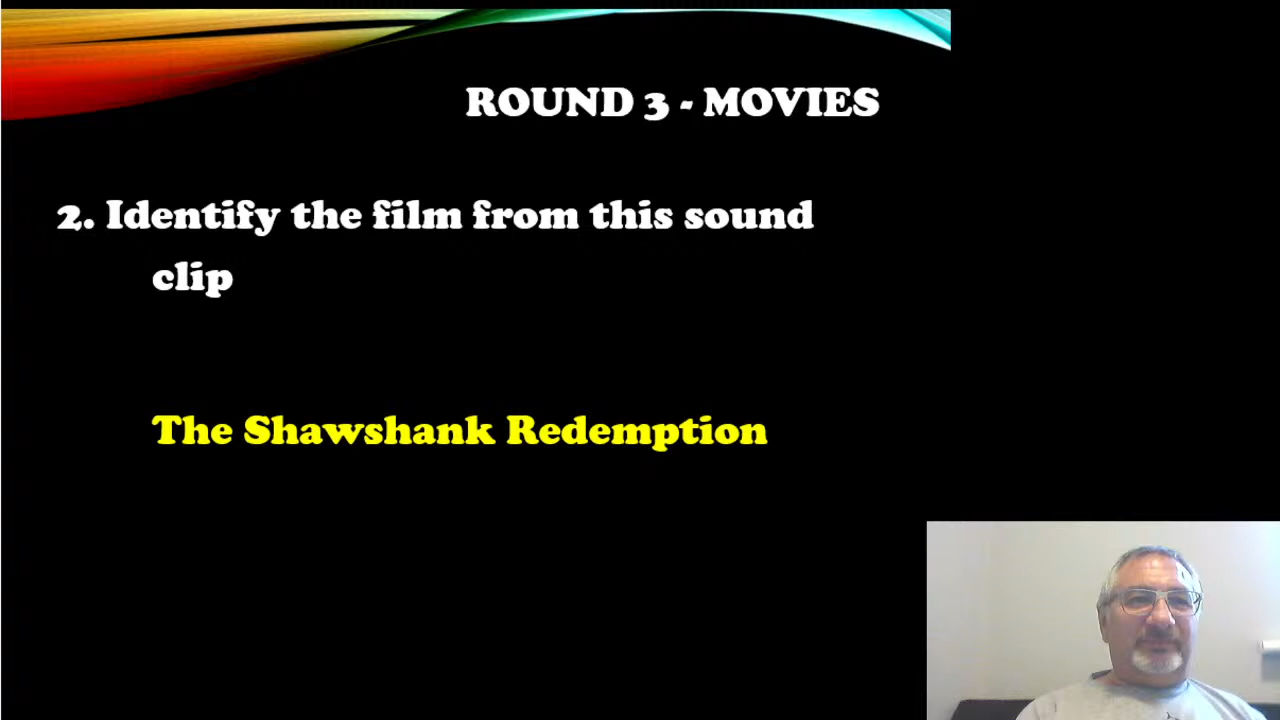 ROUND 3 - MOVIES
2. Identify the film from this sound
clip
The Shawshank Redemption